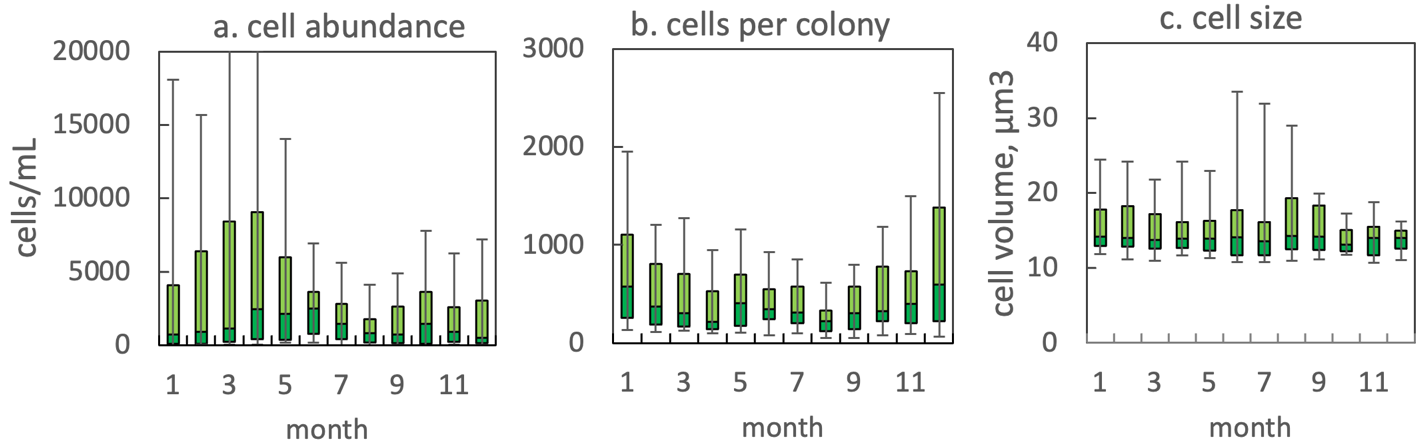 a. cell abundance
20000
15000
10000
5000
0
cells/mL
1 3 5 7 9 11
month
b. cells per colony
3000
2000
1000
0
1 3 5 7 9 11
month
c. cell size
40
30
20
10
0
cell volume, µm3
1 3 5 7 9 11
month